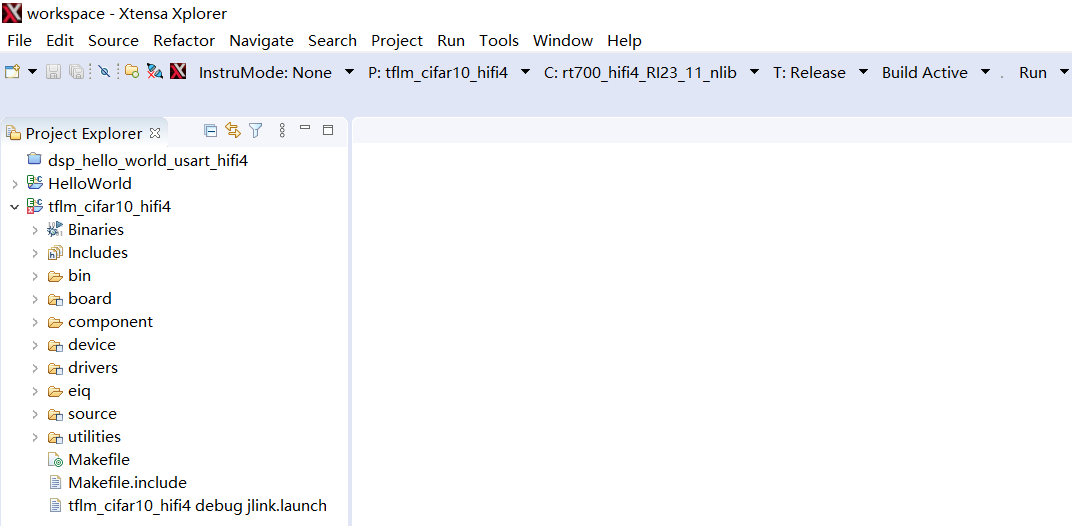 workspace - Xtensa Xplorer
File Edit Source Refactor Navigate Search Project Run Tools Window Help
InstruMode: None P: tflm_cifar10_hifi4 C: rt700_hifi4_RI23_11_nlib T: Release Build Active Run
Project Explorer
dsp_hello_world_usart_hifi4
HelloWorld
tflm_cifar10_hifi4
Binaries
Includes
bin
board
component
device
drivers
eiq
source
utilities
Makefile
Makefile.include
tflm_cifar10_hifi4 debug jlink.launch